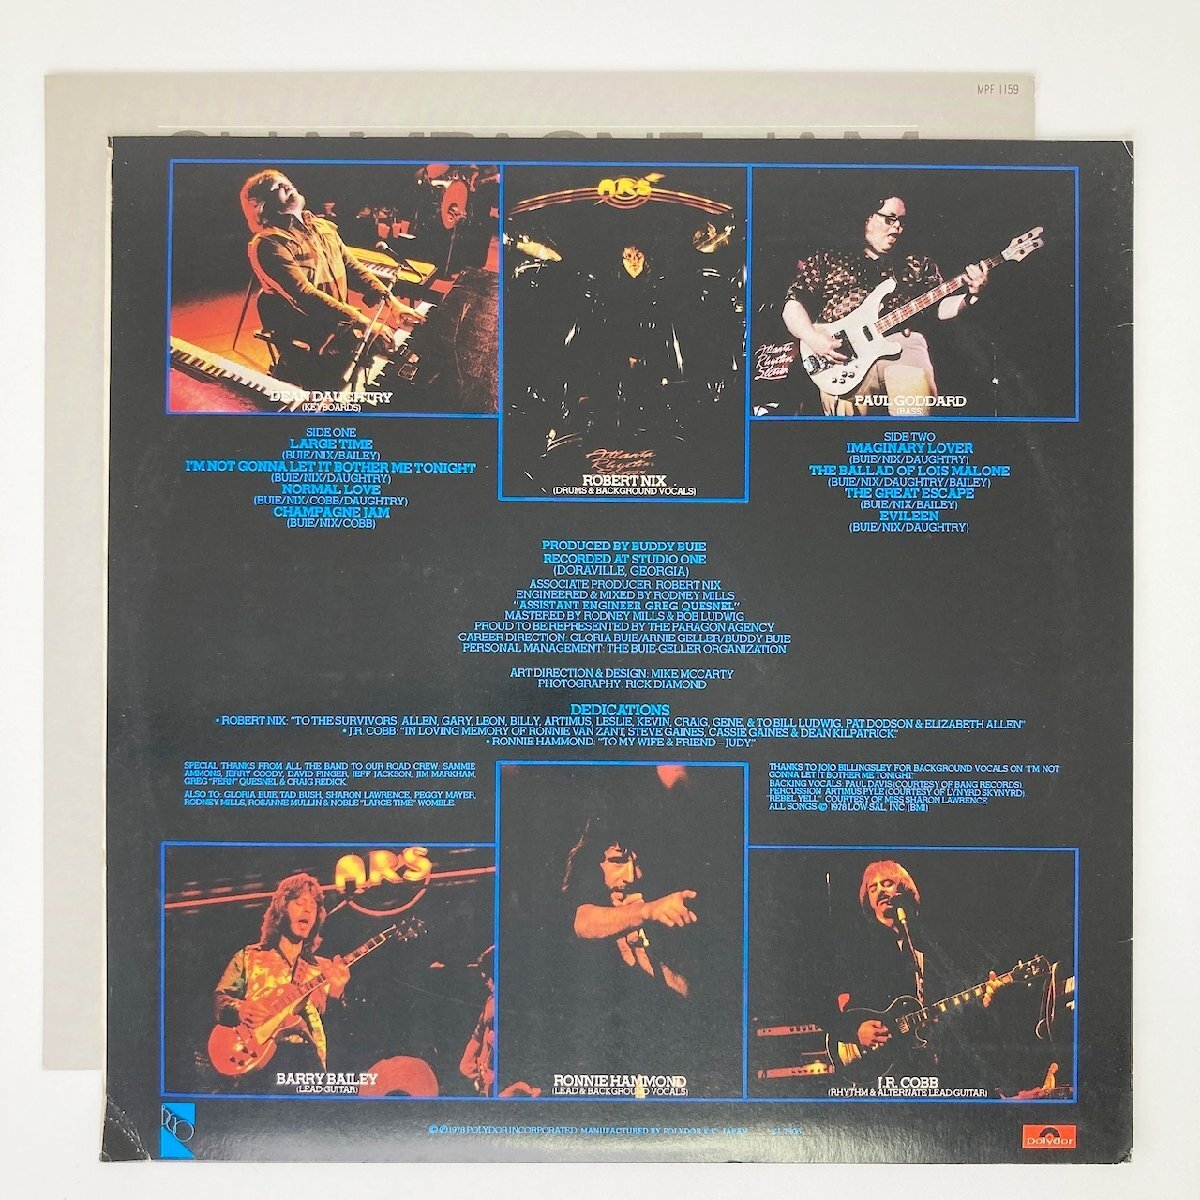 MPF 1159
CHAMPAGNE JAM
ARS
Atlanta
Rhythm
Section
DEAN DAUGHTRY
(KEYBOARDS)
PAUL GODDARD
(BASS)
Atlanta
Rhythm
ROBERT NIX
(DRUMS & BACKGROUND VOCALS)
SIDE ONE
LARGE TIME
(BUIE/NIX/BAILEY)
I'M NOT GONNA LET IT BOTHER ME TONIGHT
(BUIE/NIX/DAUGHTRY)
NORMAL LOVE
(BUIE/NIX/COBB/DAUGHTRY)
CHAMPAGNE JAM
(BUIE/NIX/COBB)
SIDE TWO
IMAGINARY LOVER
(BUIE/NIX/DAUGHTRY)
THE BALLAD OF LOIS MALONE
(BUIE/NIX/DAUGHTRY/BAILEY)
THE GREAT ESCAPE
(BUIE/NIX/BAILEY)
EVILEEN
(BUIE/NIX/DAUGHTRY)
PRODUCED BY BUDDY BUIE
RECORDED AT STUDIO ONE
(DORAVILLE, GEORGIA)
ASSOCIATE PRODUCER: ROBERT NIX
ENGINEERED & MIXED BY RODNEY MILLS
"ASSISTANT ENGINEER GREG QUESNEL"
MASTERED BY RODNEY MILLS & BOB LUDWIG
PROUD TO BE REPRESENTED BY THE PARAGON AGENCY
CAREER DIRECTION: GLORIA BUIE/ARNIE GELLER/BUDDY BUIE
PERSONAL MANAGEMENT: THE BUIE-GELLER ORGANIZATION
ART DIRECTION & DESIGN: MIKE MCCARTY
PHOTOGRAPHY: RICK DIAMOND
DEDICATIONS
• ROBERT NIX: "TO THE SURVIVORS: ALLEN, GARY, LEON, BILLY, ARTIMUS, LESLIE, KEVIN, CRAIG, GENE, & TO BILL LUDWIG, PAT DODSON & ELIZABETH ALLEN"
• J.R. COBB: "IN LOVING MEMORY OF RONNIE VAN ZANT, STEVE GAINES, CASSIE GAINES & DEAN KILPATRICK"
• RONNIE HAMMOND: "TO MY WIFE & FRIEND—JUDY."
SPECIAL THANKS FROM ALL THE BAND TO OUR ROAD CREW: SAMMIE
AMMONS, JERRY COODY, DAVID FINGER, JEFF JACKSON, JIM MARKHAM,
GREG "FERN" QUESNEL & CRAIG REDICK.
ALSO TO: GLORIA BUIE, TAD BUSH, SHARON LAWRENCE, PEGGY MAYER,
RODNEY MILLS, ROSANNE MULLIN & NOBLE "LARGE TIME" WOMBLE.
THANKS TO JOJO BILLINGSLEY FOR BACKGROUND VOCALS ON "I'M NOT
GONNA LET IT BOTHER ME TONIGHT."
BACKING VOCALS: PAUL DAVIS (COURTESY OF BANG RECORDS).
PERCUSSION: ARTIMUS PYLE (COURTESY OF LYNYRD SKYNYRD).
"REBEL YELL": COURTESY OF MISS SHARON LAWRENCE
ALL SONGS © 1978 LOW-SAL, INC. (BMI)
ARS
BARRY BAILEY
(LEAD GUITAR)
RONNIE HAMMOND
(LEAD & BACKGROUND VOCALS)
J.R. COBB
(RHYTHM & ALTERNATE LEAD GUITAR)
© ℗ 1978 POLYDOR INCORPORATED MANUFACTURED BY POLYDOR K.K. JAPAN
polydor